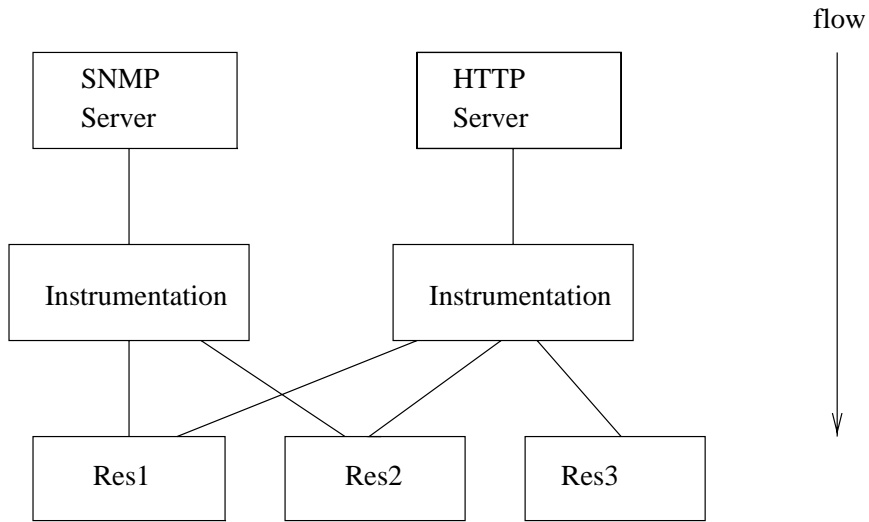 flow
SNMP
Server
HTTP
Server
Instrumentation
Instrumentation
Res1
Res2
Res3